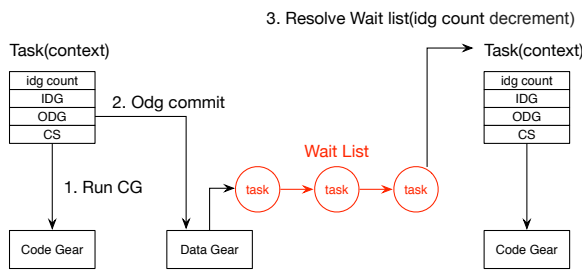 3. Resolve Wait list(idg count decrement)
Task(context)
Task(context)
idg count
IDG
ODG
CS
2. Odg commit
idg count
IDG
ODG
CS
Wait List
1. Run CG
task
task
task
Code Gear
Data Gear
Code Gear